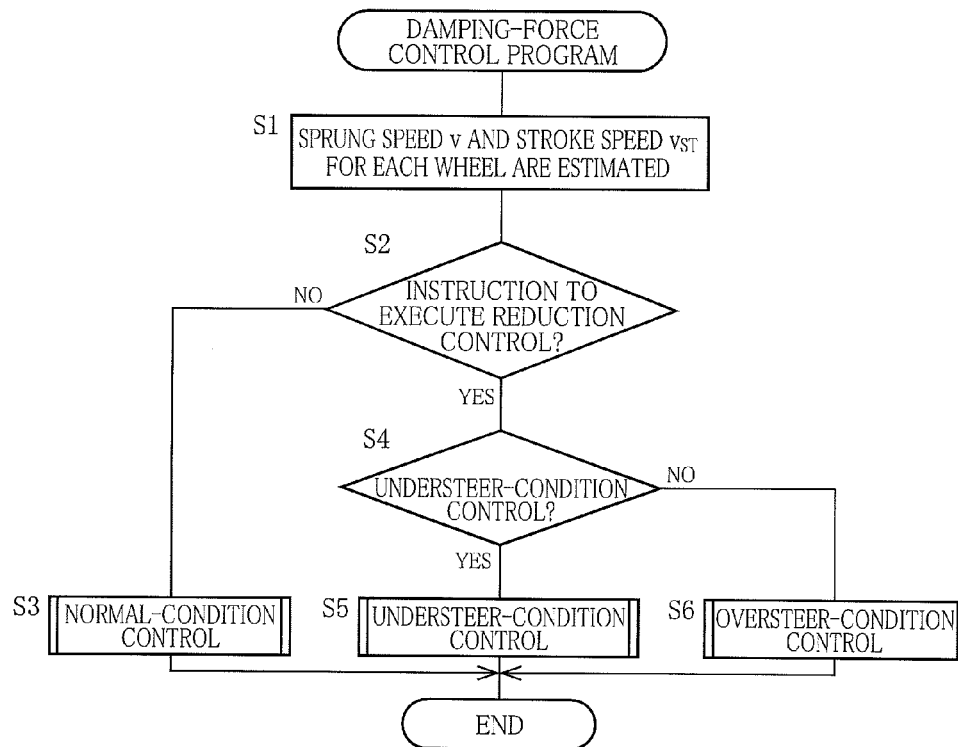 DAMPING-FORCE
CONTROL PROGRAM
S1
SPRUNG SPEED v AND STROKE SPEED vST
FOR EACH WHEEL ARE ESTIMATED
S2
NO
INSTRUCTION TO
EXECUTE REDUCTION
CONTROL?
YES
S4
NO
UNDERSTEER-CONDITION
CONTROL?
YES
S3
NORMAL-CONDITION
CONTROL
S5
UNDERSTEER-CONDITION
CONTROL
S6
OVERSTEER-CONDITION
CONTROL
END